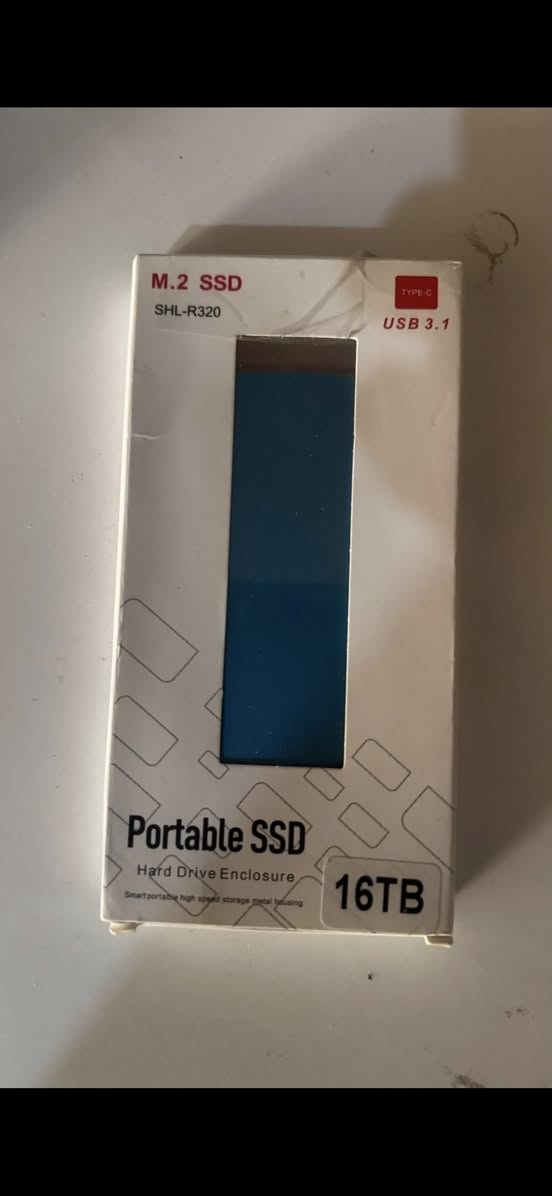 M.2 SSD
SHL-R320
TYPE-C
USB 3.1
Portable SSD
Hard Drive Enclosure
Smart portable high speed storage metal housing
16TB